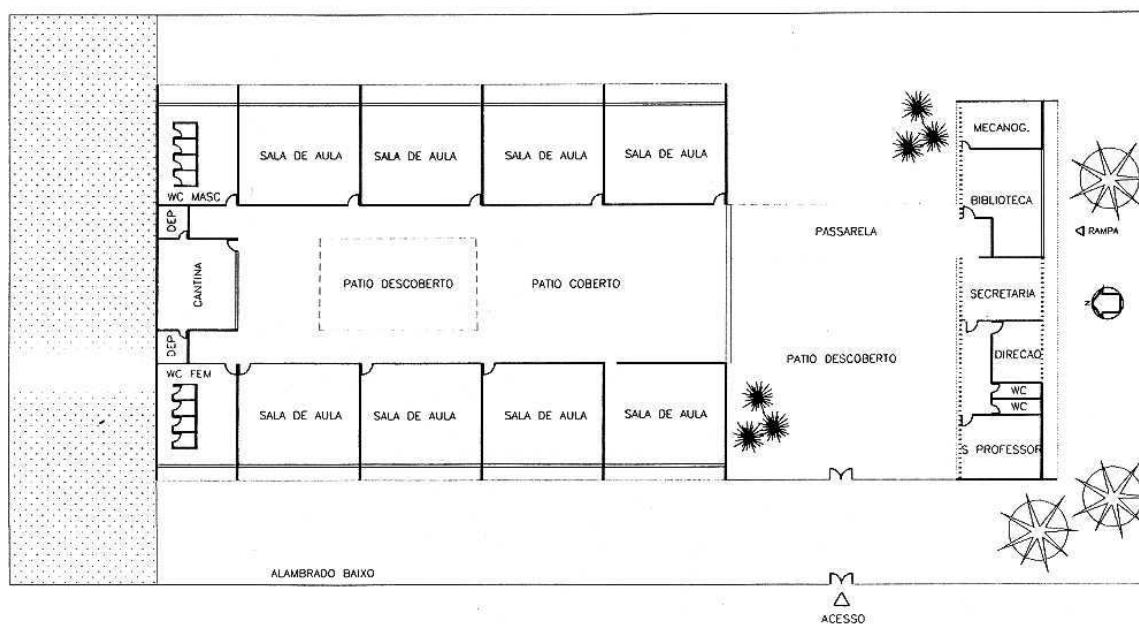 MECANOG.
SALA DE AULA
SALA DE AULA
SALA DE AULA
SALA DE AULA
WC MASC
BIBLIOTECA
DEP
PASSARELA
RAMPA
CANTINA
PATIO DESCOBERTO
PATIO COBERTO
SECRETARIA
N
DEP
PATIO DESCOBERTO
DIRECAO
WC FEM
WC
WC
SALA DE AULA
SALA DE AULA
SALA DE AULA
SALA DE AULA
S PROFESSOR
ALAMBRADO BAIXO
ACESSO